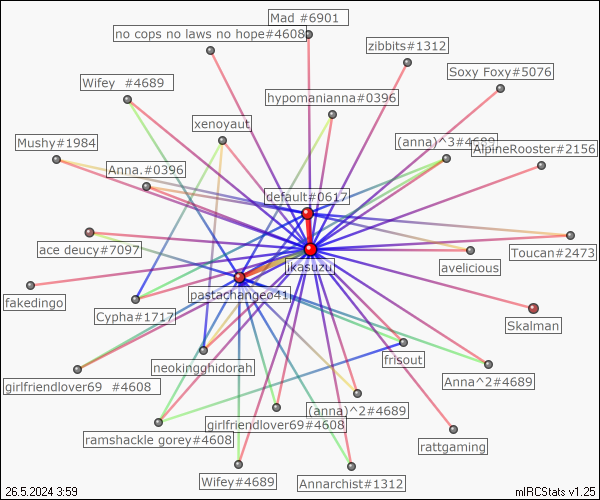 Mad #6901
no cops no laws no hope#4608
zibbits#1312
Soxy Foxy#5076
Wifey  #4689
hypomanianna#0396
xenoyaut
Mushy#1984
(anna)^3#4689
AlpineRooster#2156
Anna.#0396
default#0617
ace deucy#7097
Toucan#2473
jikasuzu
avelicious
pastachangeo41
fakedingo
Cypha#1717
Skalman
neokingghidorah
frisout
girlfriendlover69  #4608
Anna^2#4689
(anna)^2#4689
girlfriendlover69#4608
ramshackle gorey#4608
rattgaming
Wifey#4689
Annarchist#1312
26.5.2024 3:59
mIRCStats v1.25